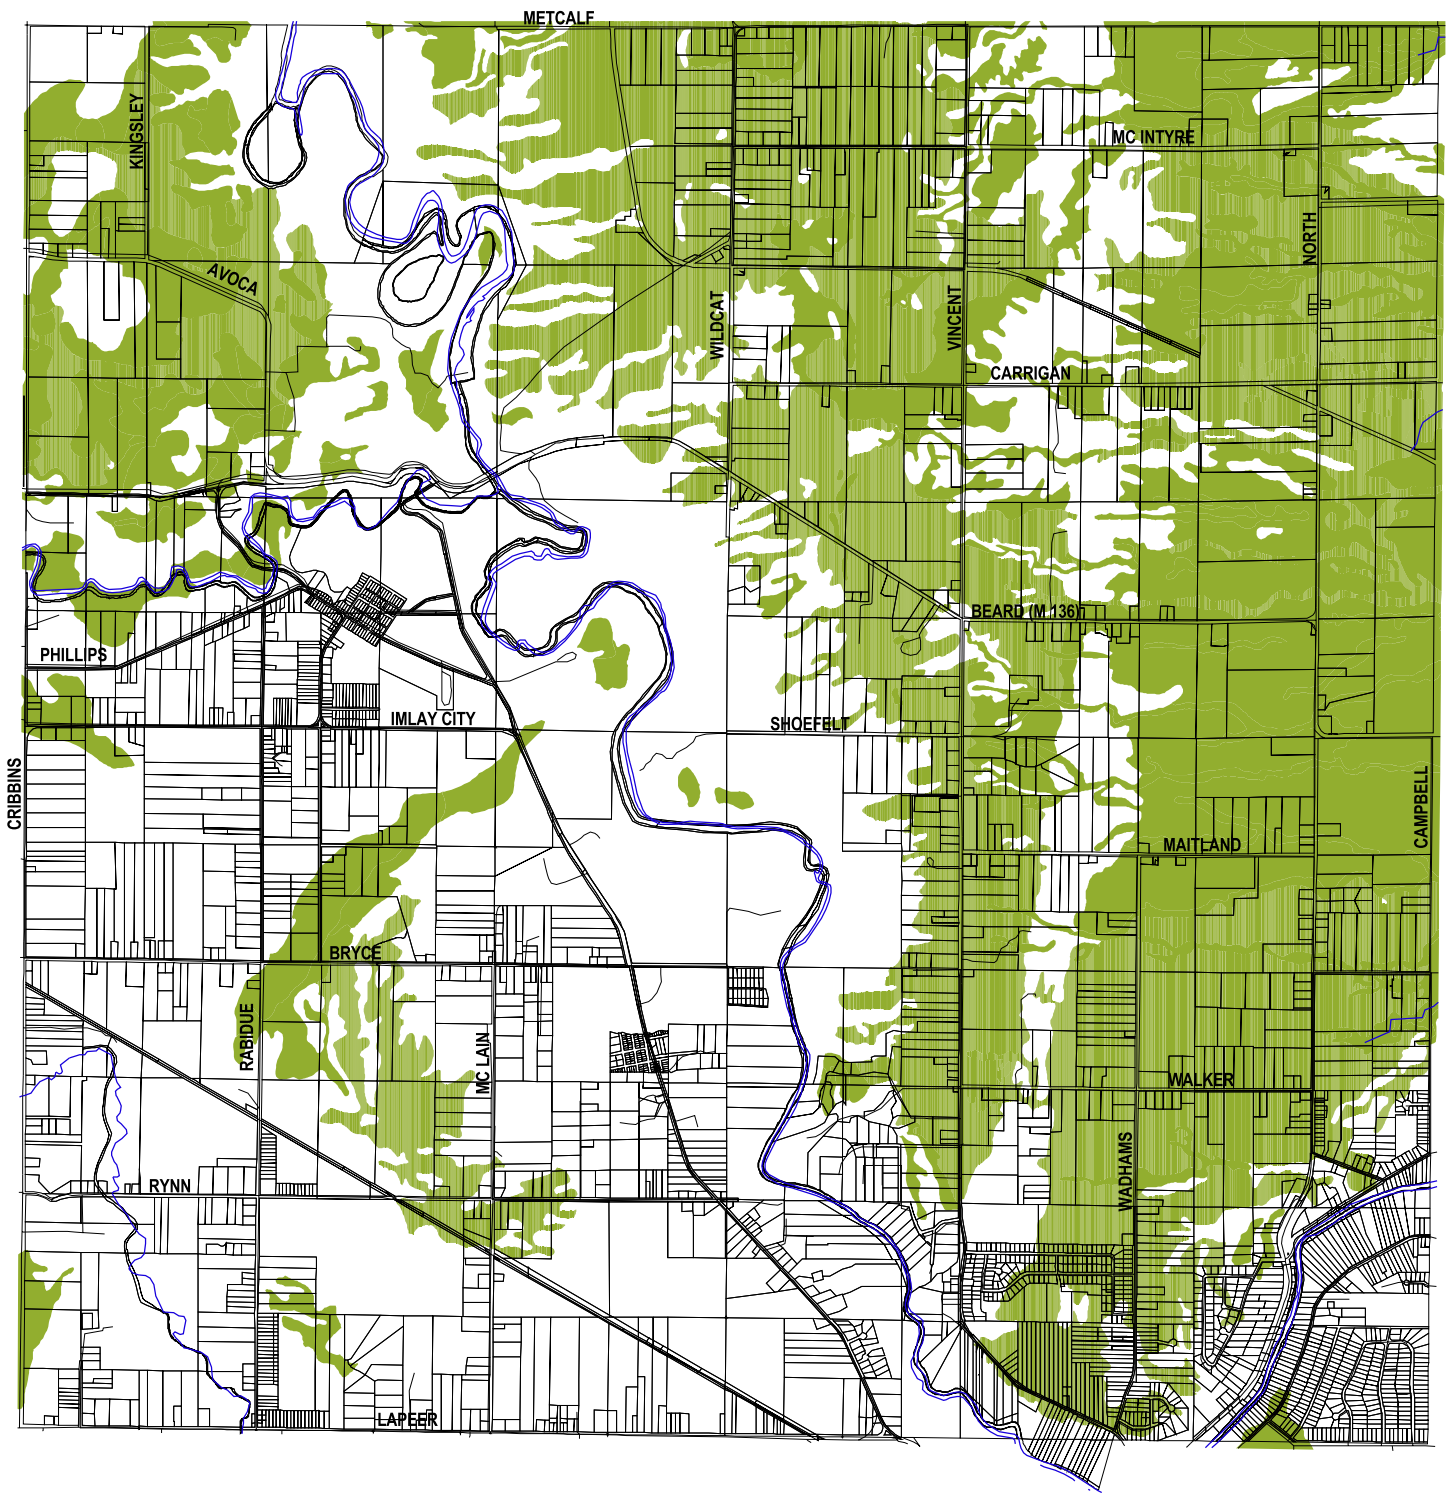 METCALF
KINGSLEY
MC INTYRE
NORTH
AVOCA
WILDCAT
VINCENT
CARRIGAN
BEARD (M 136)
PHILLIPS
IMLAY CITY
SHOEFELT
CRIBBINS
CAMPBELL
MAITLAND
BRYCE
RABIDUE
MC LAIN
WALKER
WADHAMS
RYNN
LAPEER